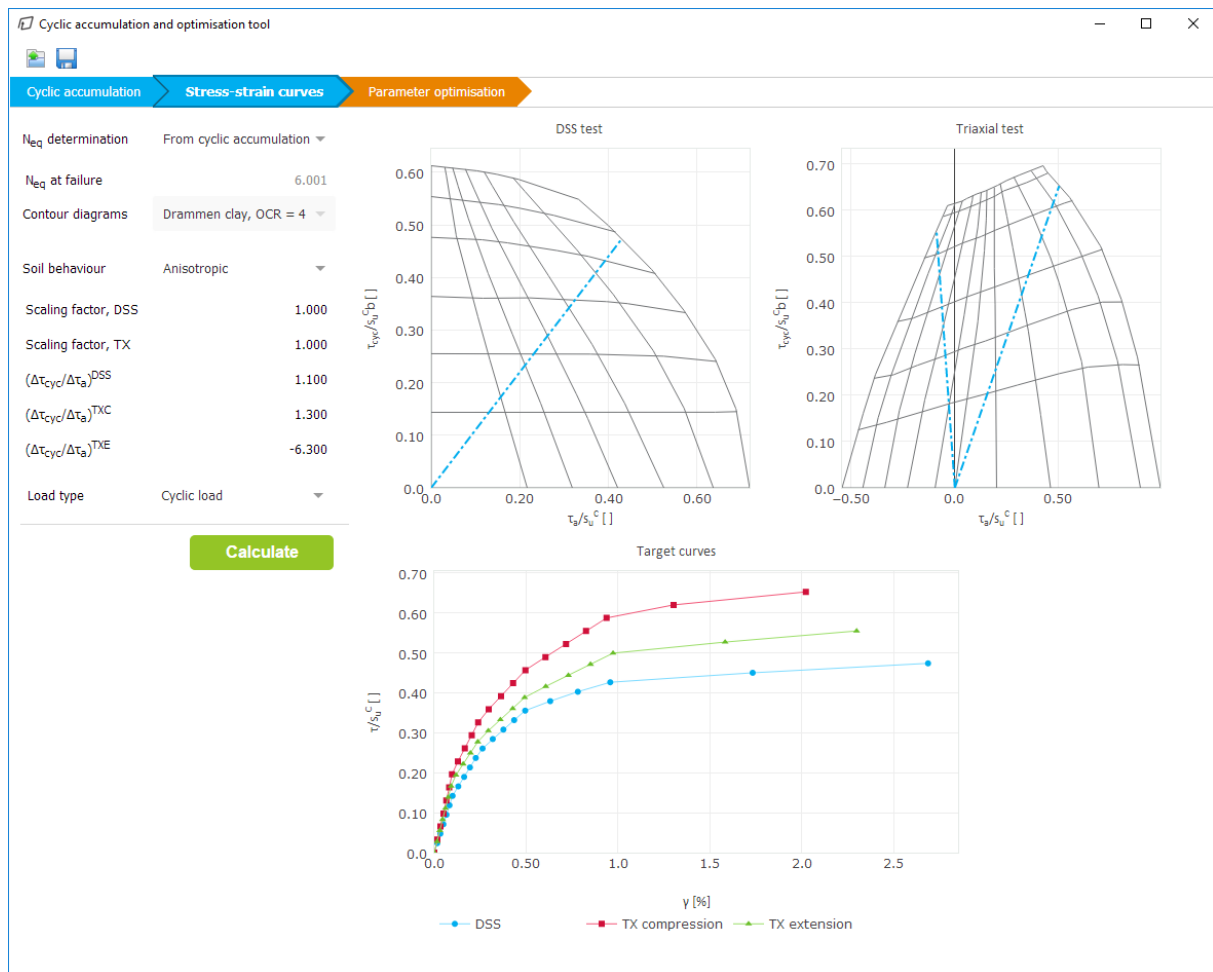 Cyclic accumulation and optimisation tool
Cyclic accumulation
Stress-strain curves
Parameter optimisation
Neq determination From cyclic accumulation
Neq at failure 6.001
Contour diagrams Drammen clay, OCR = 4
Soil behaviour Anisotropic
Scaling factor, DSS 1.000
Scaling factor, TX 1.000
(Δτcyc/Δτa)DSS 1.100
(Δτcyc/Δτa)TXC 1.300
(Δτcyc/Δτa)TXE -6.300
Load type Cyclic load
Calculate
DSS test
0.60
0.50
0.40
0.30
0.20
0.10
0.0
τcyc/suCb [ ]
0.0 0.20 0.40 0.60
τa/suC [ ]
Triaxial test
0.70
0.60
0.50
0.40
0.30
0.20
0.10
0.0
τcyc/suCb [ ]
−0.50 0.0 0.50
τa/suC [ ]
Target curves
0.70
0.60
0.50
0.40
0.30
0.20
0.10
0.0
τ/suC [ ]
0.0 0.50 1.0 1.5 2.0 2.5
γ [%]
DSS TX compression TX extension